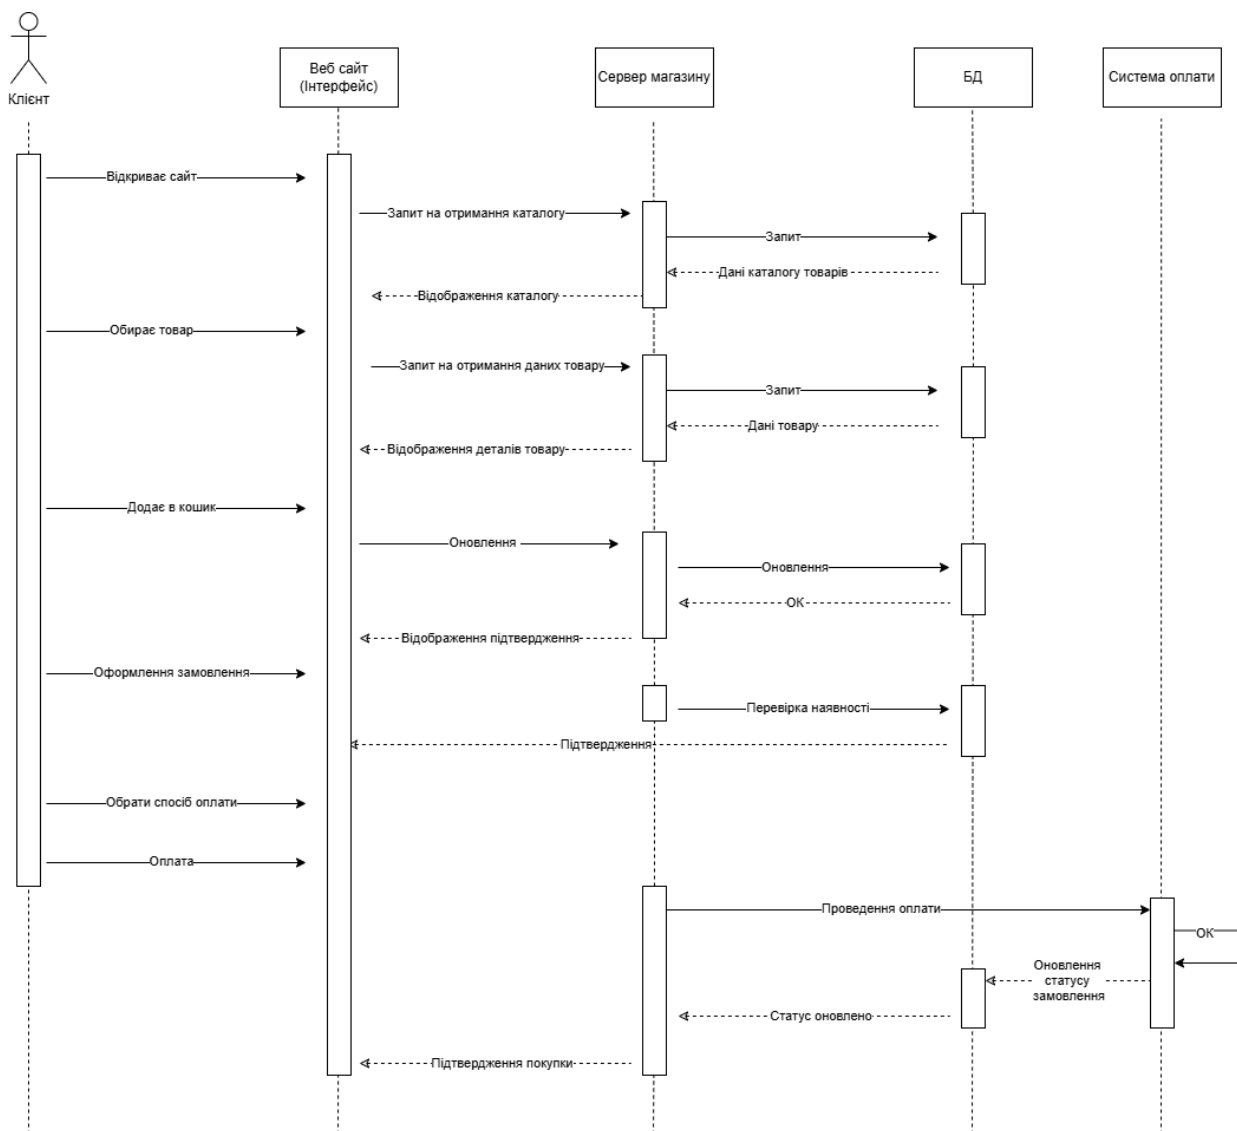 Клієнт
Веб сайт
(Інтерфейс)
Сервер магазину
БД
Система оплати
Відкриває сайт
Запит на отримання каталогу
Запит
Дані каталогу товарів
Відображення каталогу
Обирає товар
Запит на отримання даних товару
Запит
Дані товару
Відображення деталів товару
Додає в кошик
Оновлення
Оновлення
ОК
Відображення підтвердження
Оформлення замовлення
Перевірка наявності
Підтвердження
Обрати спосіб оплати
Оплата
Проведення оплати
ОК
Оновлення
статусу
замовлення
Статус оновлено
Підтвердження покупки